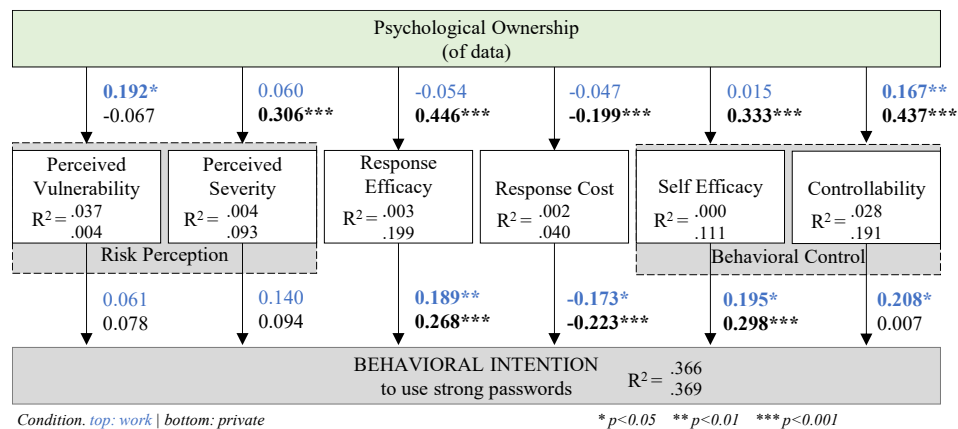 Psychological Ownership
(of data)
0.192* 0.060 -0.054 -0.047 0.015 0.167**
-0.067 0.306*** 0.446*** -0.199*** 0.333*** 0.437***
Perceived
Vulnerability
R² = .037
.004
Perceived
Severity
R² = .004
.093
Response
Efficacy
R² = .003
.199
Response Cost
R² = .002
.040
Self Efficacy
R² = .000
.111
Controllability
R² = .028
.191
Risk Perception
Behavioral Control
0.061 0.140 0.189** -0.173* 0.195* 0.208*
0.078 0.094 0.268*** -0.223*** 0.298*** 0.007
BEHAVIORAL INTENTION
to use strong passwords
R² = .366
.369
Condition. top: work | bottom: private
* p<0.05 ** p<0.01 *** p<0.001